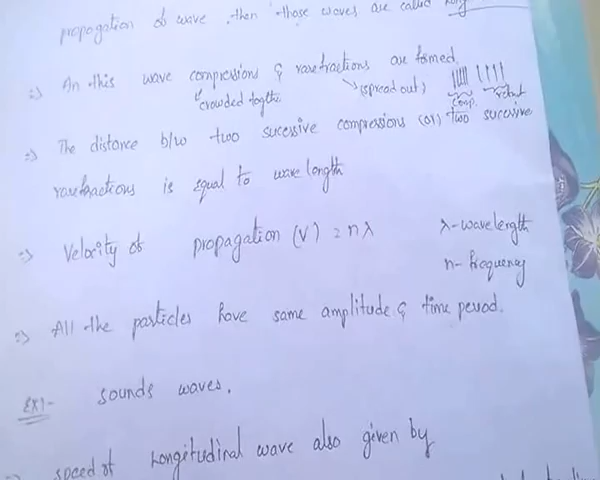 propagation of wave, then those waves are called long
=> In this wave compressions & rarefractions are formed.
crowded togthe. (spread out) comp.
=> The distance b/w two sucessive compressions (or) two sucessive
rarefractions is equal to wave length
=> Velocity of propagation (V) = nλ λ-wavelength
n- frequency
=> All the particles have same amplitude & time period.
EX:- sounds waves.
speed of Longitudinal wave also given by